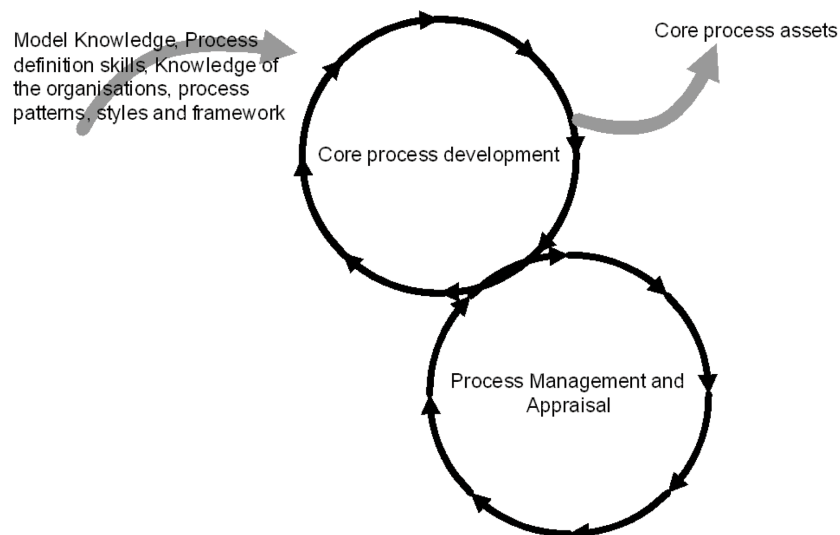 Model Knowledge, Process
definition skills, Knowledge of
the organisations, process
patterns, styles and framework
Core process assets
Core process development
Process Management and
Appraisal